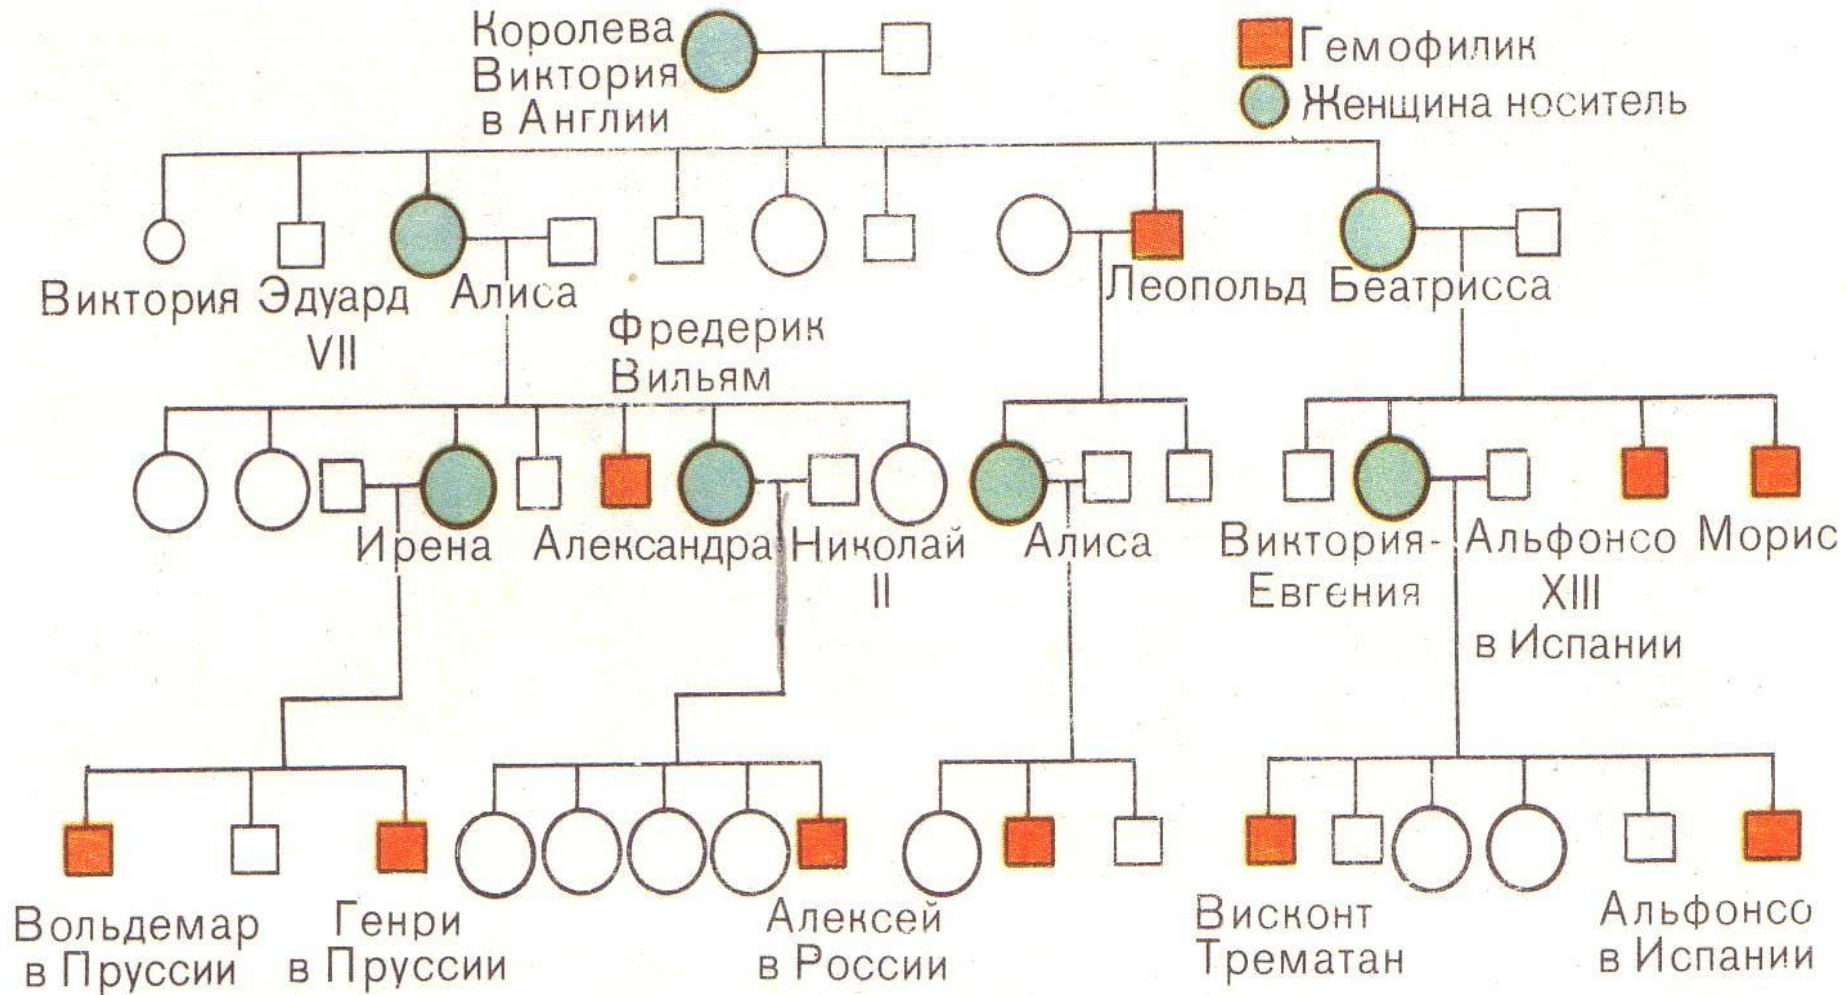 Королева
Виктория
в Англии
Гемофилик
Женщина носитель
Виктория
Эдуард
VII
Алиса
Леопольд
Беатрисса
Фредерик
Вильям
Ирена
Александра
Николай
II
Алиса
Виктория-
Евгения
Альфонсо
XIII
в Испании
Морис
Вольдемар
в Пруссии
Генри
в Пруссии
Алексей
в России
Висконт
Трематан
Альфонсо
в Испании